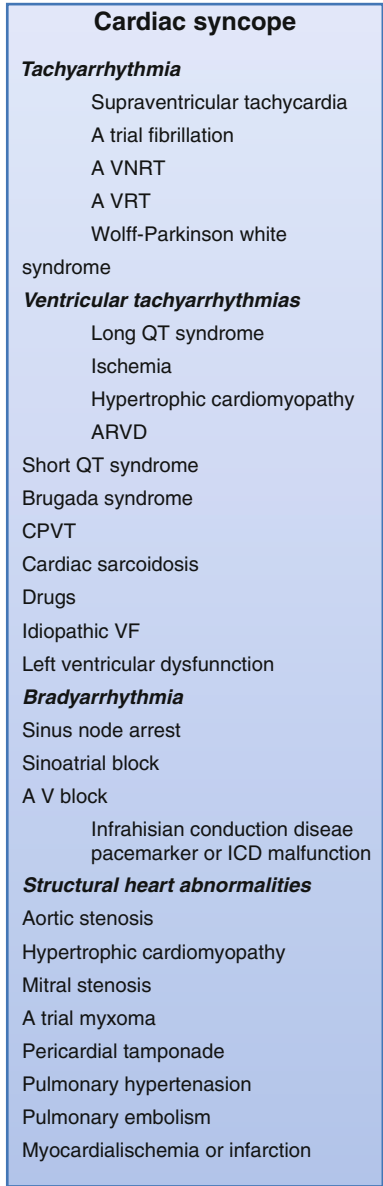 Cardiac syncope
Tachyarrhythmia
Supraventricular tachycardia
A trial fibrillation
A VNRT
A VRT
Wolff-Parkinson white
syndrome
Ventricular tachyarrhythmias
Long QT syndrome
Ischemia
Hypertrophic cardiomyopathy
ARVD
Short QT syndrome
Brugada syndrome
CPVT
Cardiac sarcoidosis
Drugs
Idiopathic VF
Left ventricular dysfunnction
Bradyarrhythmia
Sinus node arrest
Sinoatrial block
A V block
Infrahisian conduction diseae
pacemarker or ICD malfunction
Structural heart abnormalities
Aortic stenosis
Hypertrophic cardiomyopathy
Mitral stenosis
A trial myxoma
Pericardial tamponade
Pulmonary hypertenasion
Pulmonary embolism
Myocardialischemia or infarction